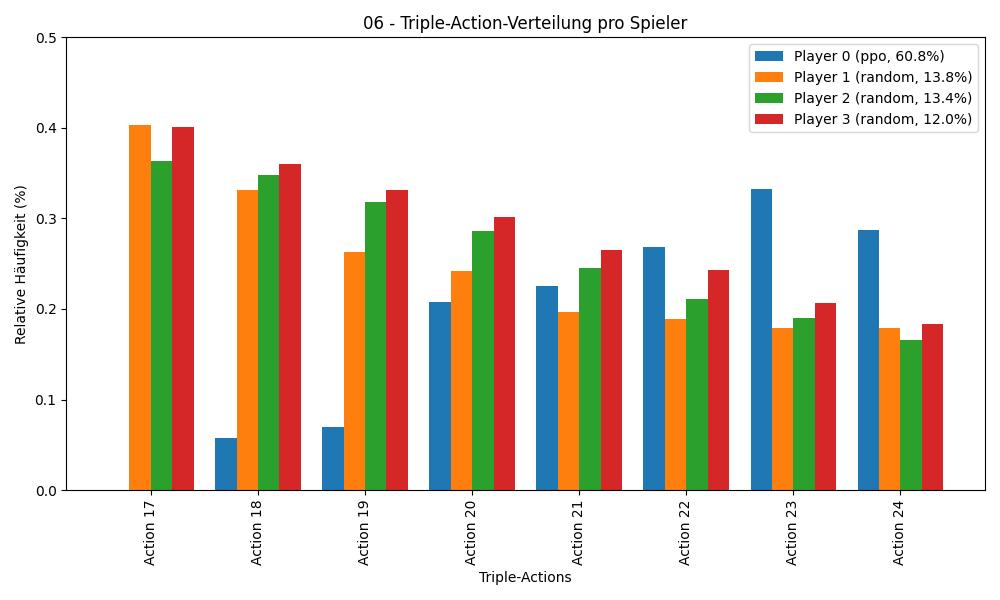 06 - Triple-Action-Verteilung pro Spieler
Player 0 (ppo, 60.8%)
Player 1 (random, 13.8%)
Player 2 (random, 13.4%)
Player 3 (random, 12.0%)
Relative Häufigkeit (%)
0.5
0.4
0.3
0.2
0.1
0.0
Action 17
Action 18
Action 19
Action 20
Action 21
Action 22
Action 23
Action 24
Triple-Actions